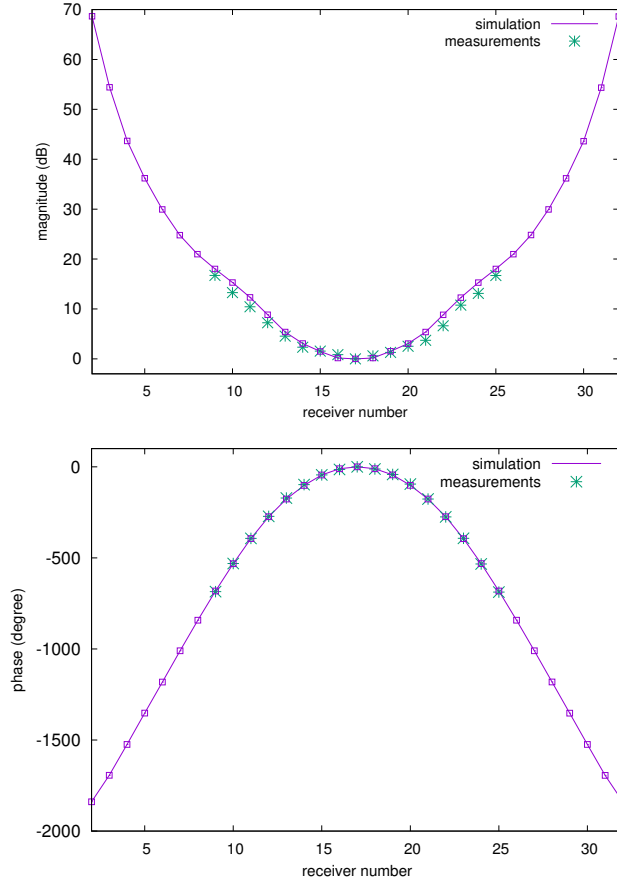 70
60
50
40
30
20
10
0
magnitude (dB)
simulation
measurements
5 10 15 20 25 30
receiver number
0
-500
-1000
-1500
-2000
phase (degree)
simulation
measurements
5 10 15 20 25 30
receiver number